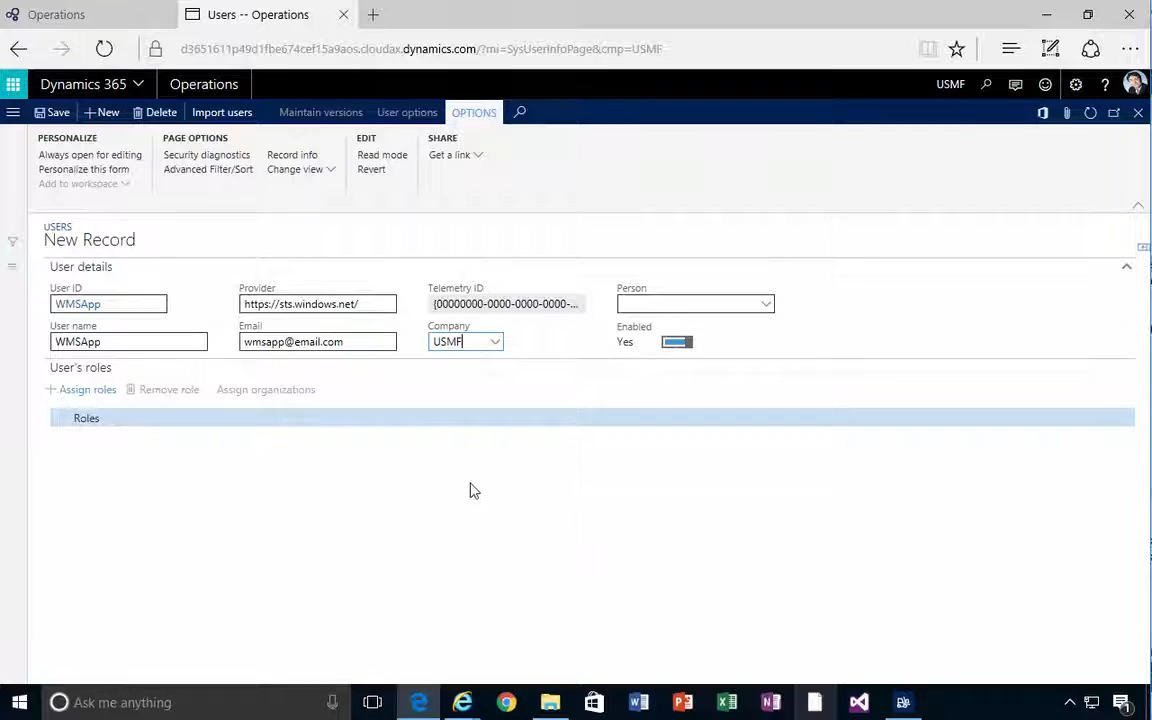 Operations
Users -- Operations
d3651611p49d1fbe674cef15a9aos.cloudax.dynamics.com/?mi=SysUserInfoPage&cmp=USMF
Dynamics 365 Operations USMF
Save New Delete Import users Maintain versions User options OPTIONS
PERSONALIZE PAGE OPTIONS EDIT SHARE
Always open for editing Security diagnostics Record info Read mode Get a link
Personalize this form Advanced Filter/Sort Change view Revert
Add to workspace
USERS
New Record
User details
User ID Provider Telemetry ID Person
WMSApp https://sts.windows.net/ {00000000-0000-0000-0000-...
User name Email Company Enabled
WMSApp wmsapp@email.com USMF Yes
User's roles
+ Assign roles Remove role Assign organizations
Roles
Ask me anything 1